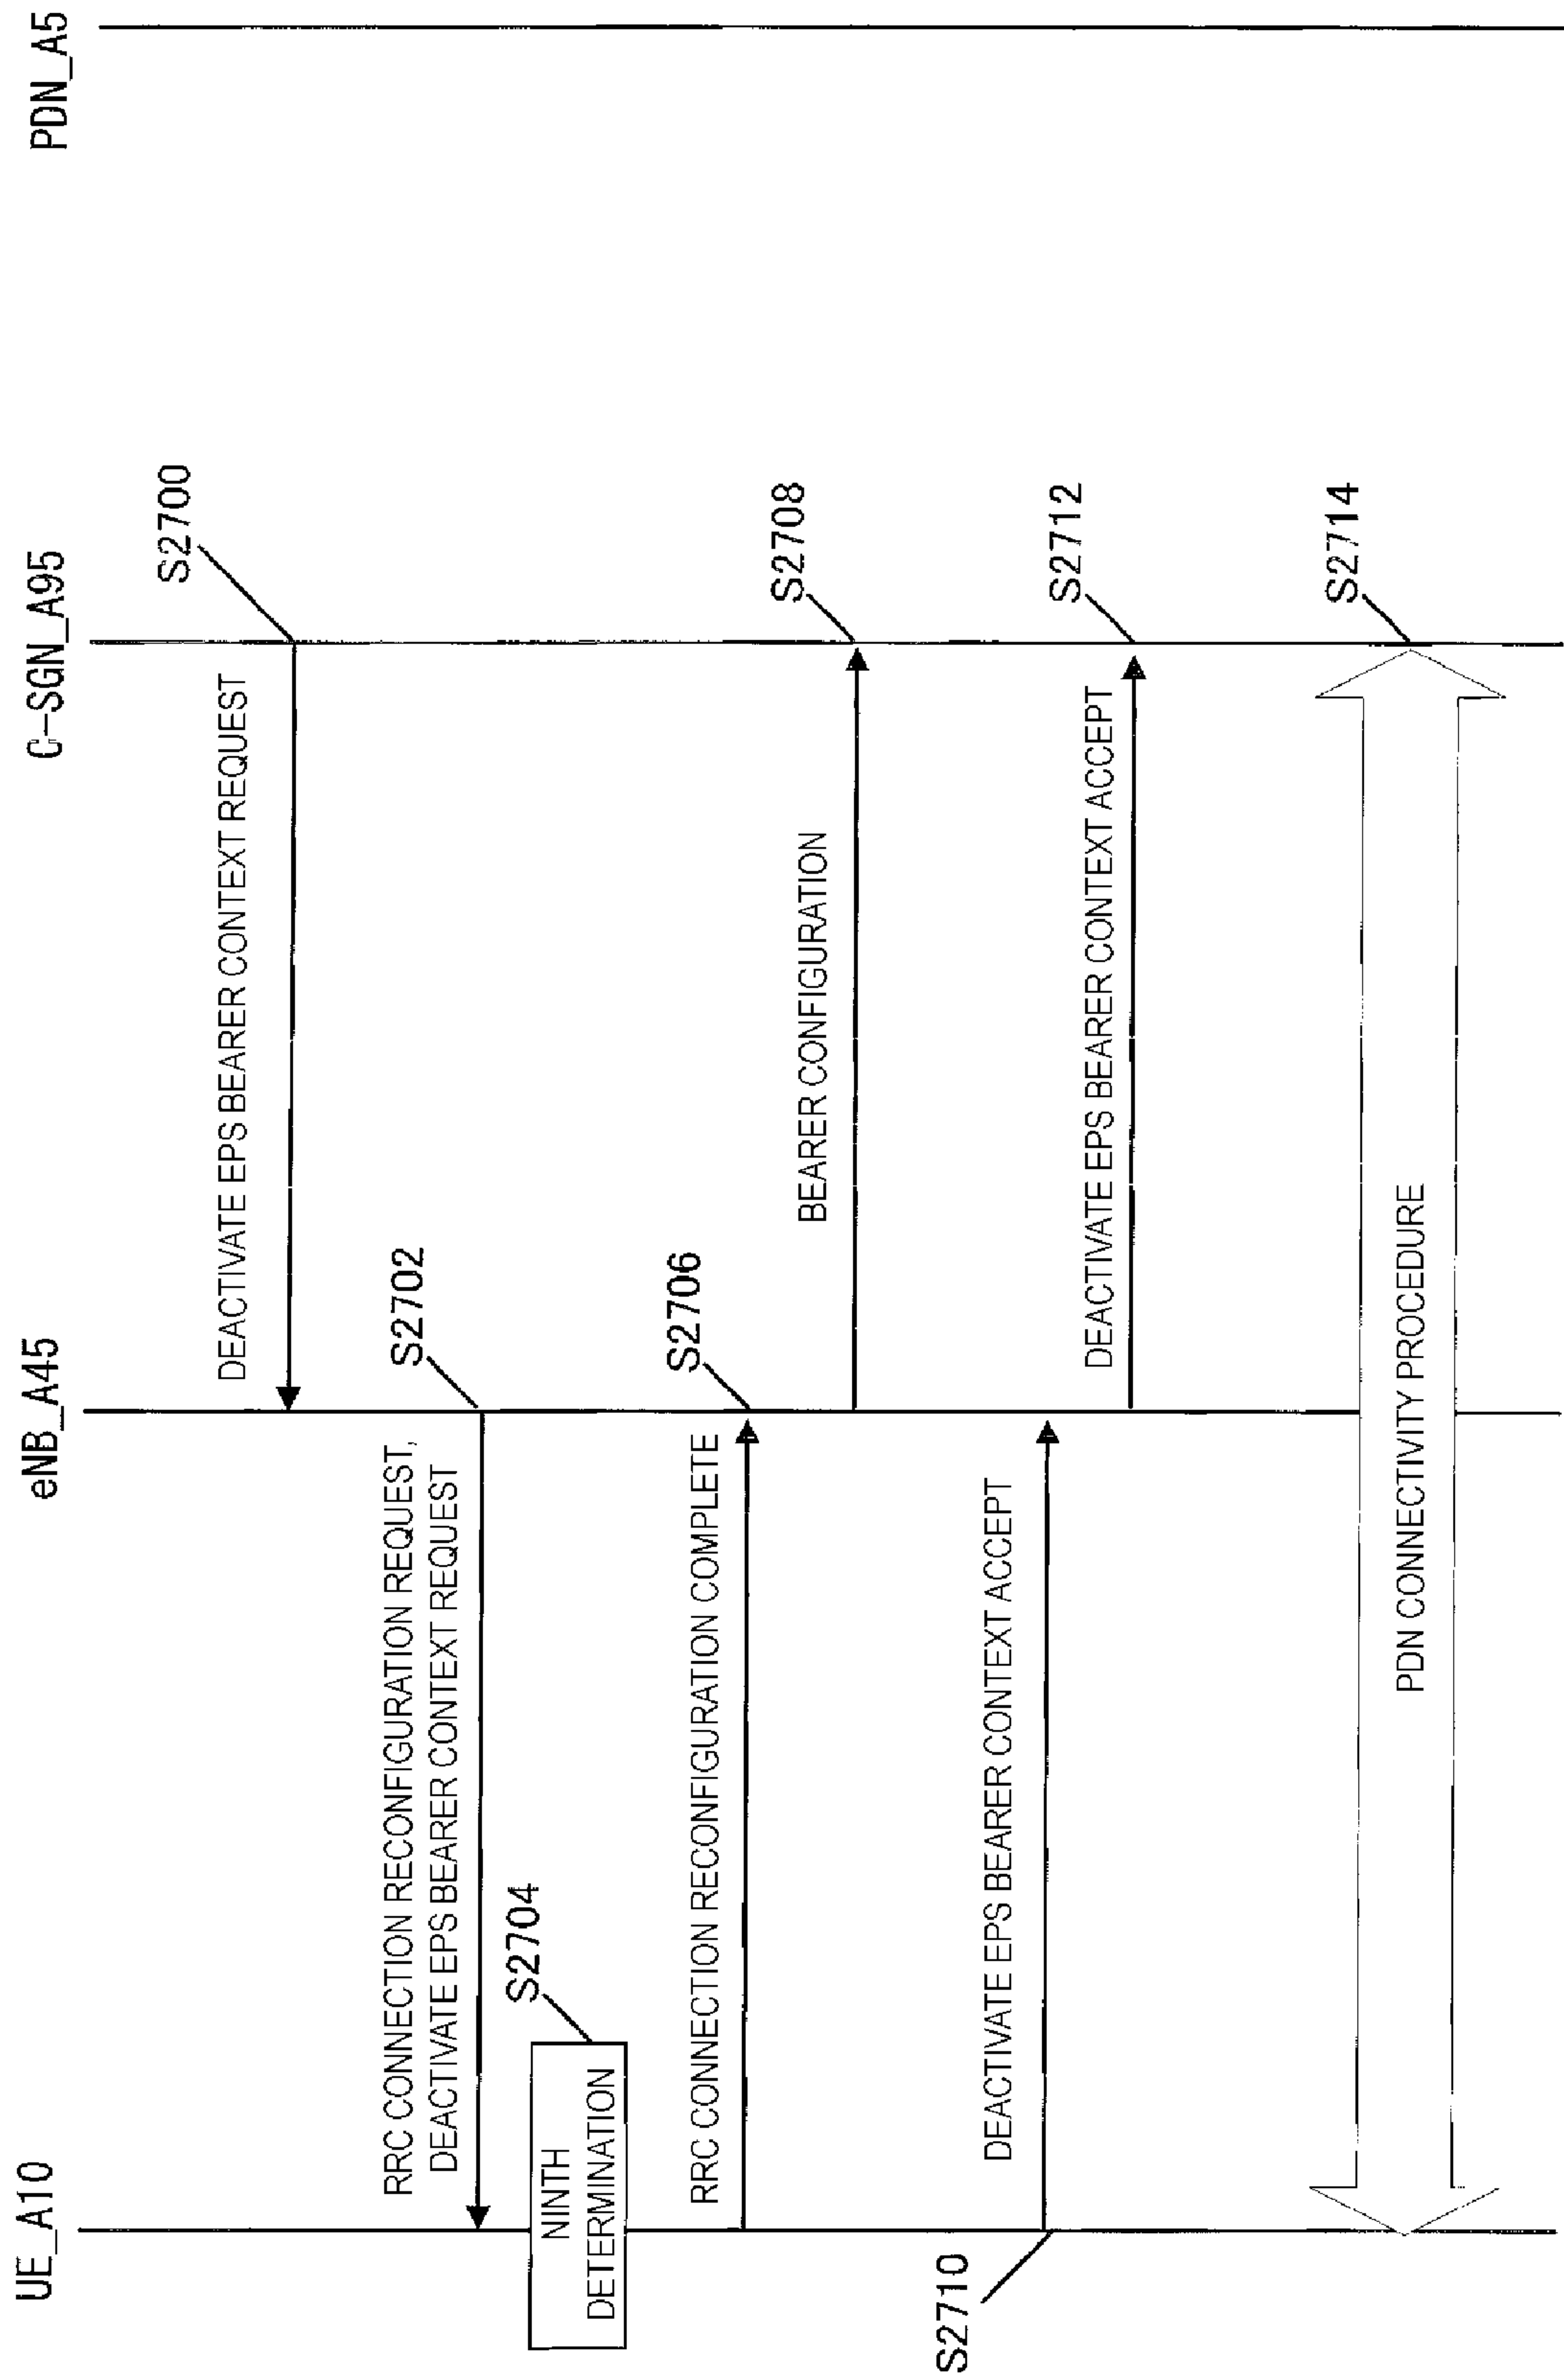 UE_A10
eNB_A45
C-SGN_A95
PDN_A5
S2700
DEACTIVATE EPS BEARER CONTEXT REQUEST
S2702
RRC CONNECTION RECONFIGURATION REQUEST,
DEACTIVATE EPS BEARER CONTEXT REQUEST
S2704
NINTH
DETERMINATION
S2706
RRC CONNECTION RECONFIGURATION COMPLETE
S2708
BEARER CONFIGURATION
S2710
DEACTIVATE EPS BEARER CONTEXT ACCEPT
S2712
DEACTIVATE EPS BEARER CONTEXT ACCEPT
S2714
PDN CONNECTIVITY PROCEDURE